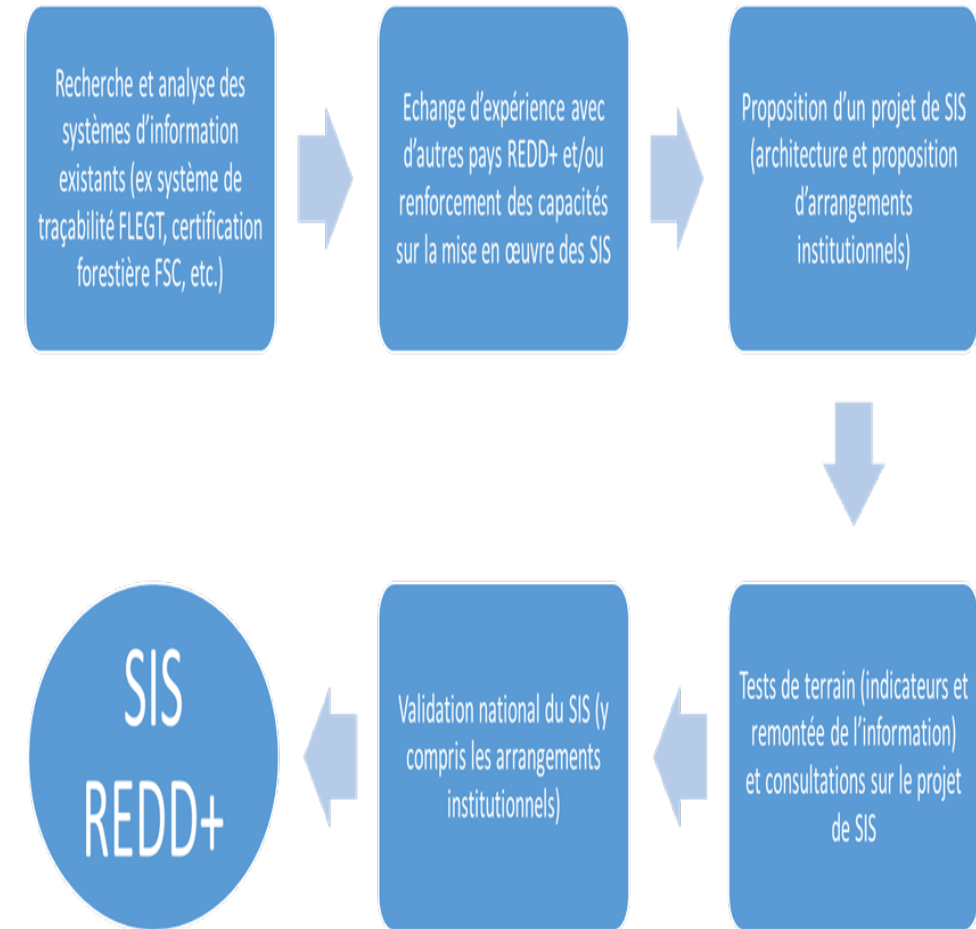 Recherche et analyse des
systèmes d'information
existants (ex système de
traçabilité FLEGT, certification
forestière FSC, etc.)
Echange d'expérience avec
d'autres pays REDD+ et/ou
renforcement des capacités
sur la mise en œuvre des SIS
Proposition d'un projet de SIS
(architecture et proposition
d'arrangements
institutionnels)
Tests de terrain (indicateurs et
remontée de l'information)
et consultations sur le projet
de SIS
Validation national du SIS (y
compris les arrangements
institutionnels)
SIS
REDD+